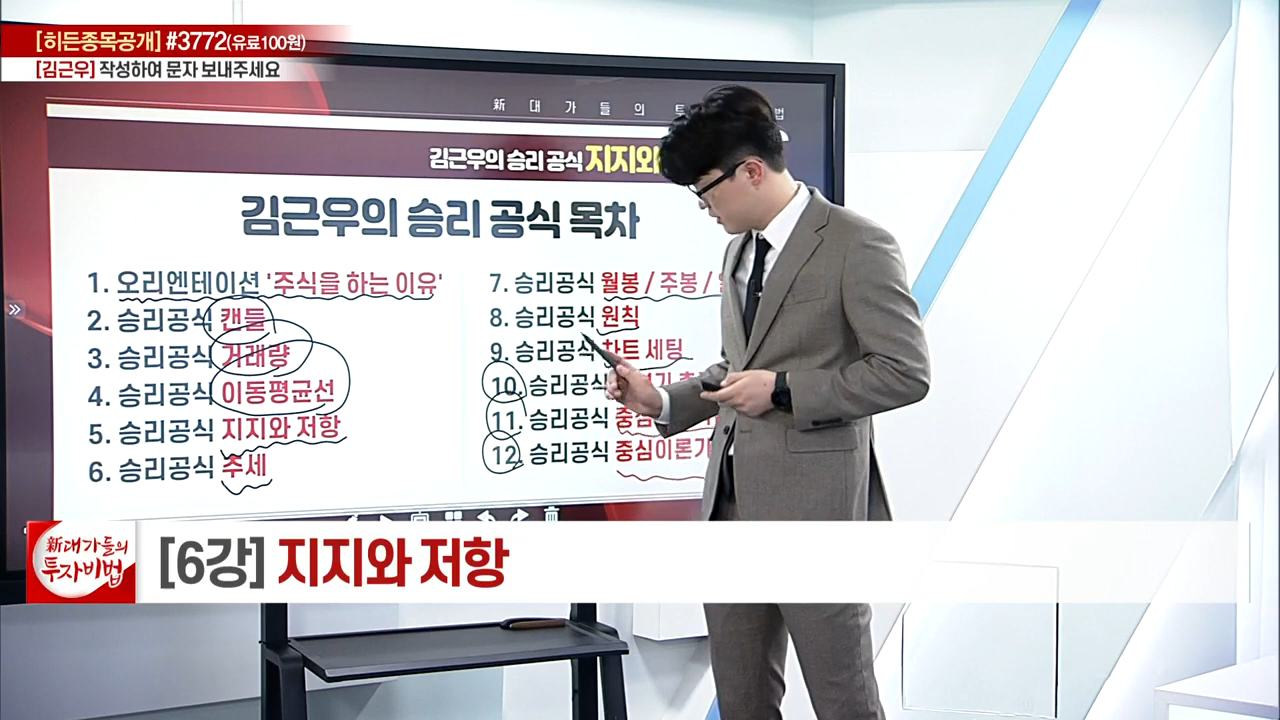 [히든종목공개] #3772(유료100원)
[김근우] 작성하여 문자 보내주세요
新 대 가 들 의 법
김근우의 승리 공식 지지와
김근우의 승리 공식 목차
1. 오리엔테이션 '주식을 하는 이유'
2. 승리공식 캔들
3. 승리공식 거래량
4. 승리공식 이동평균선
5. 승리공식 지지와 저항
6. 승리공식 추세
7. 승리공식 월봉 / 주봉 /
8. 승리공식 원칙
9. 승리공식 차트 세팅
10. 승리공식
11. 승리공식 중심
12. 승리공식 중심이론
新대가들의
투자비법
[6강] 지지와 저항